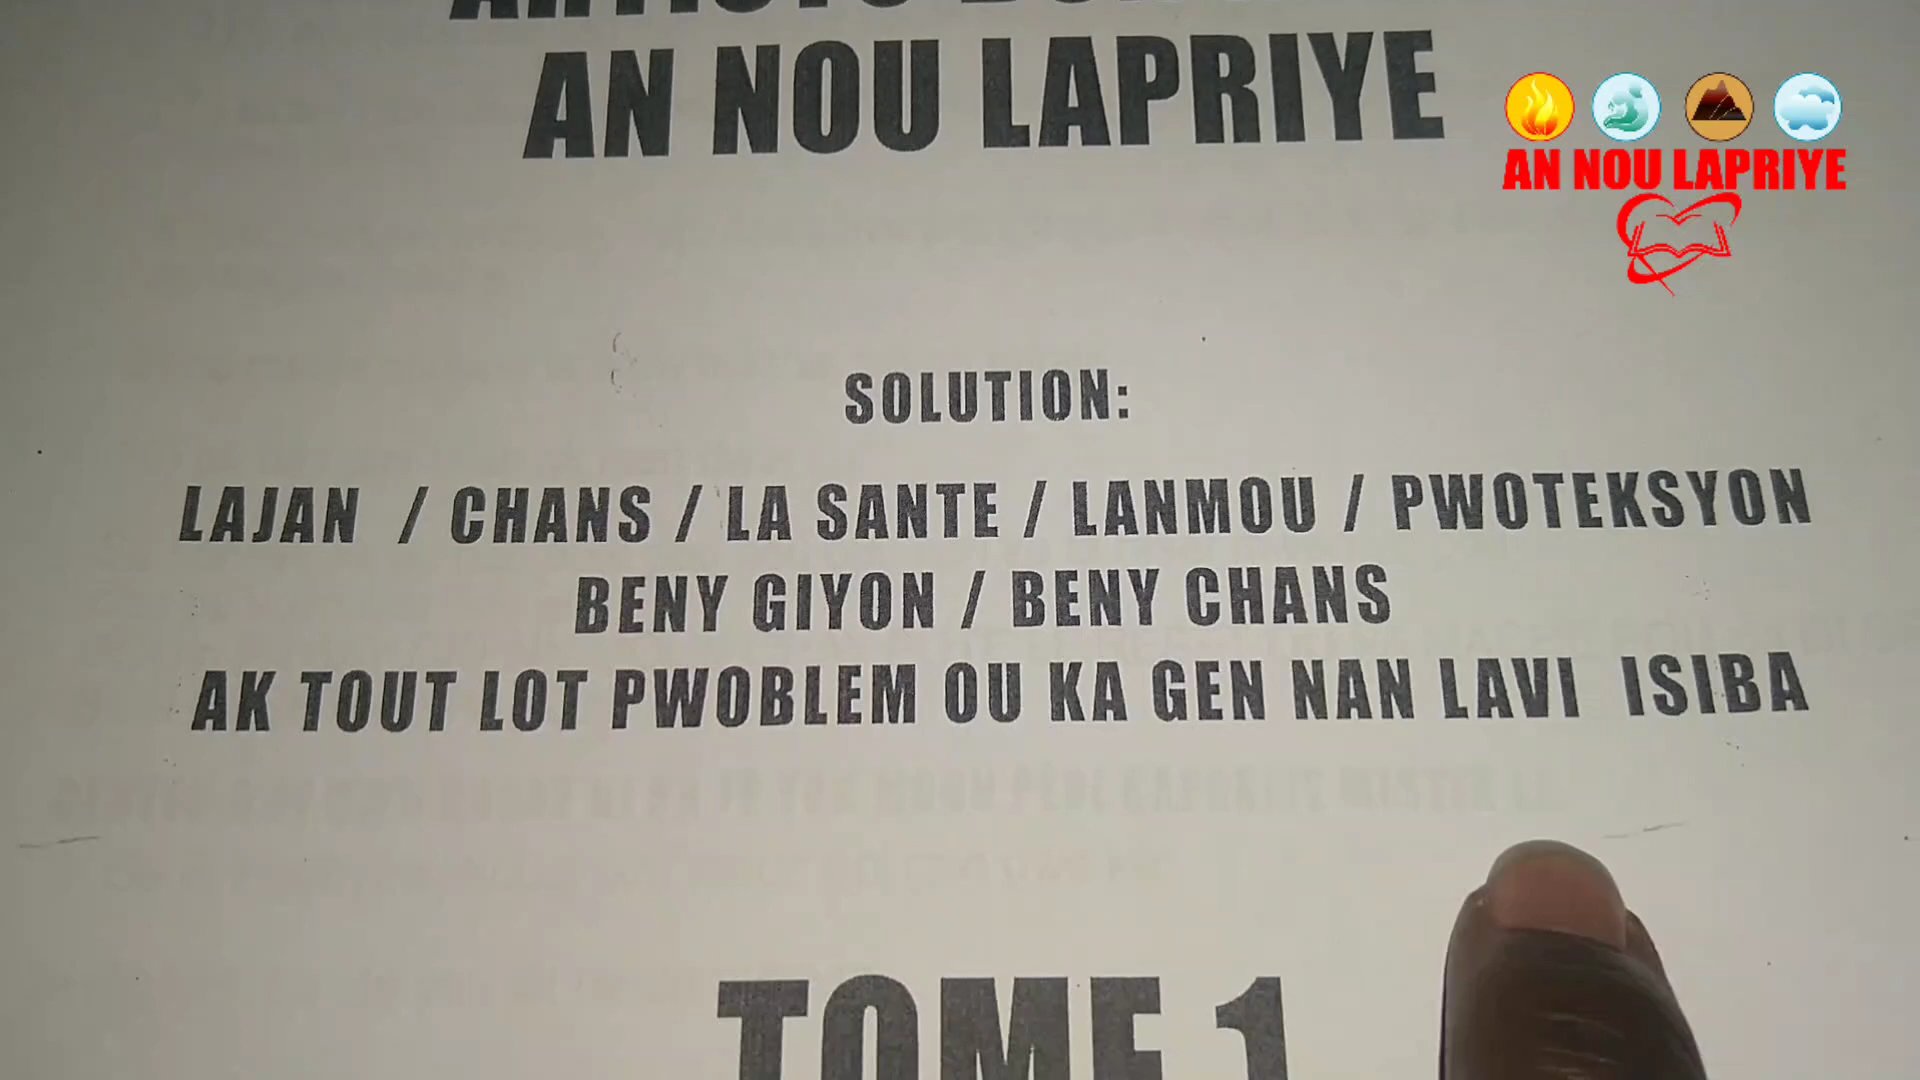 AN NOU LAPRIYE
AN NOU LAPRIYE
SOLUTION:
LAJAN / CHANS / LA SANTE / LANMOU / PWOTEKSYON
BENY GIYON / BENY CHANS
AK TOUT LOT PWOBLEM OU KA GEN NAN LAVI ISIBA
TOME 1